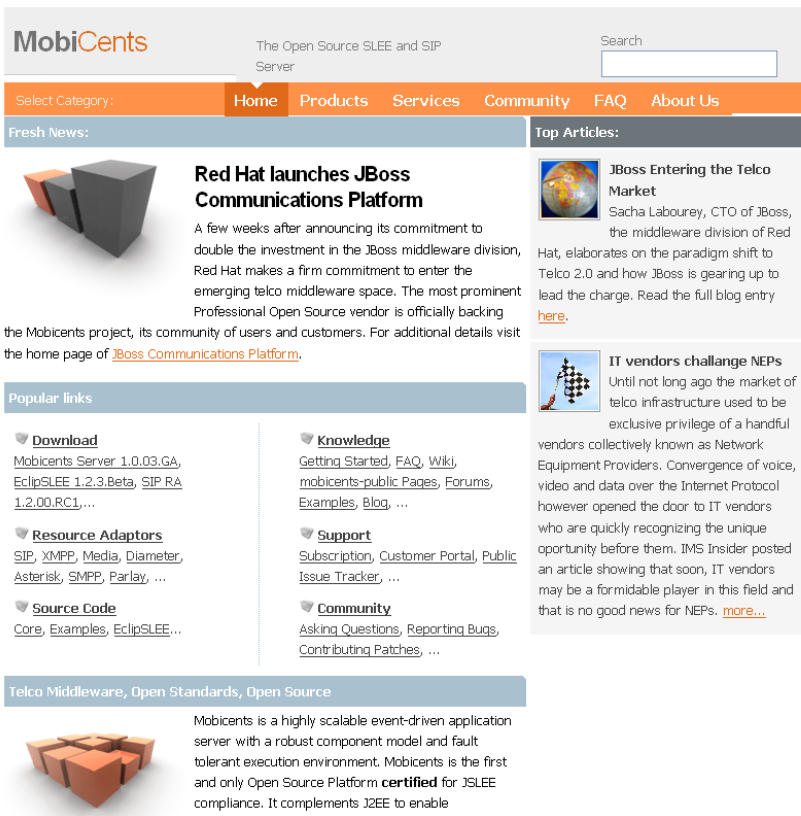 MobiCents
The Open Source SLEE and SIP
Server
Search
Select Category:
Home Products Services Community FAQ About Us
Fresh News:
Red Hat launches JBoss
Communications Platform
A few weeks after announcing its commitment to
double the investment in the JBoss middleware division,
Red Hat makes a firm commitment to enter the
emerging telco middleware space. The most prominent
Professional Open Source vendor is officially backing
the Mobicents project, its community of users and customers. For additional details visit
the home page of JBoss Communications Platform.
Popular links
Download
Mobicents Server 1.0.03.GA,
EclipSLEE 1.2.3.Beta, SIP RA
1.2.00.RC1,...
Resource Adaptors
SIP, XMPP, Media, Diameter,
Asterisk, SMPP, Parlay, ...
Source Code
Core, Examples, EclipSLEE...
Knowledge
Getting Started, FAQ, Wiki,
mobicents-public Pages, Forums,
Examples, Blog, ...
Support
Subscription, Customer Portal, Public
Issue Tracker, ...
Community
Asking Questions, Reporting Bugs,
Contributing Patches, ...
Telco Middleware, Open Standards, Open Source
Mobicents is a highly scalable event-driven application
server with a robust component model and fault
tolerant execution environment. Mobicents is the first
and only Open Source Platform certified for JSLEE
compliance. It complements J2EE to enable
Top Articles:
JBoss Entering the Telco
Market
Sacha Labourey, CTO of JBoss,
the middleware division of Red
Hat, elaborates on the paradigm shift to
Telco 2.0 and how JBoss is gearing up to
lead the charge. Read the full blog entry
here.
IT vendors challange NEPs
Until not long ago the market of
telco infrastructure used to be
exclusive privilege of a handful
vendors collectively known as Network
Equipment Providers. Convergence of voice,
video and data over the Internet Protocol
however opened the door to IT vendors
who are quickly recognizing the unique
oportunity before them. IMS Insider posted
an article showing that soon, IT vendors
may be a formidable player in this field and
that is no good news for NEPs. more...